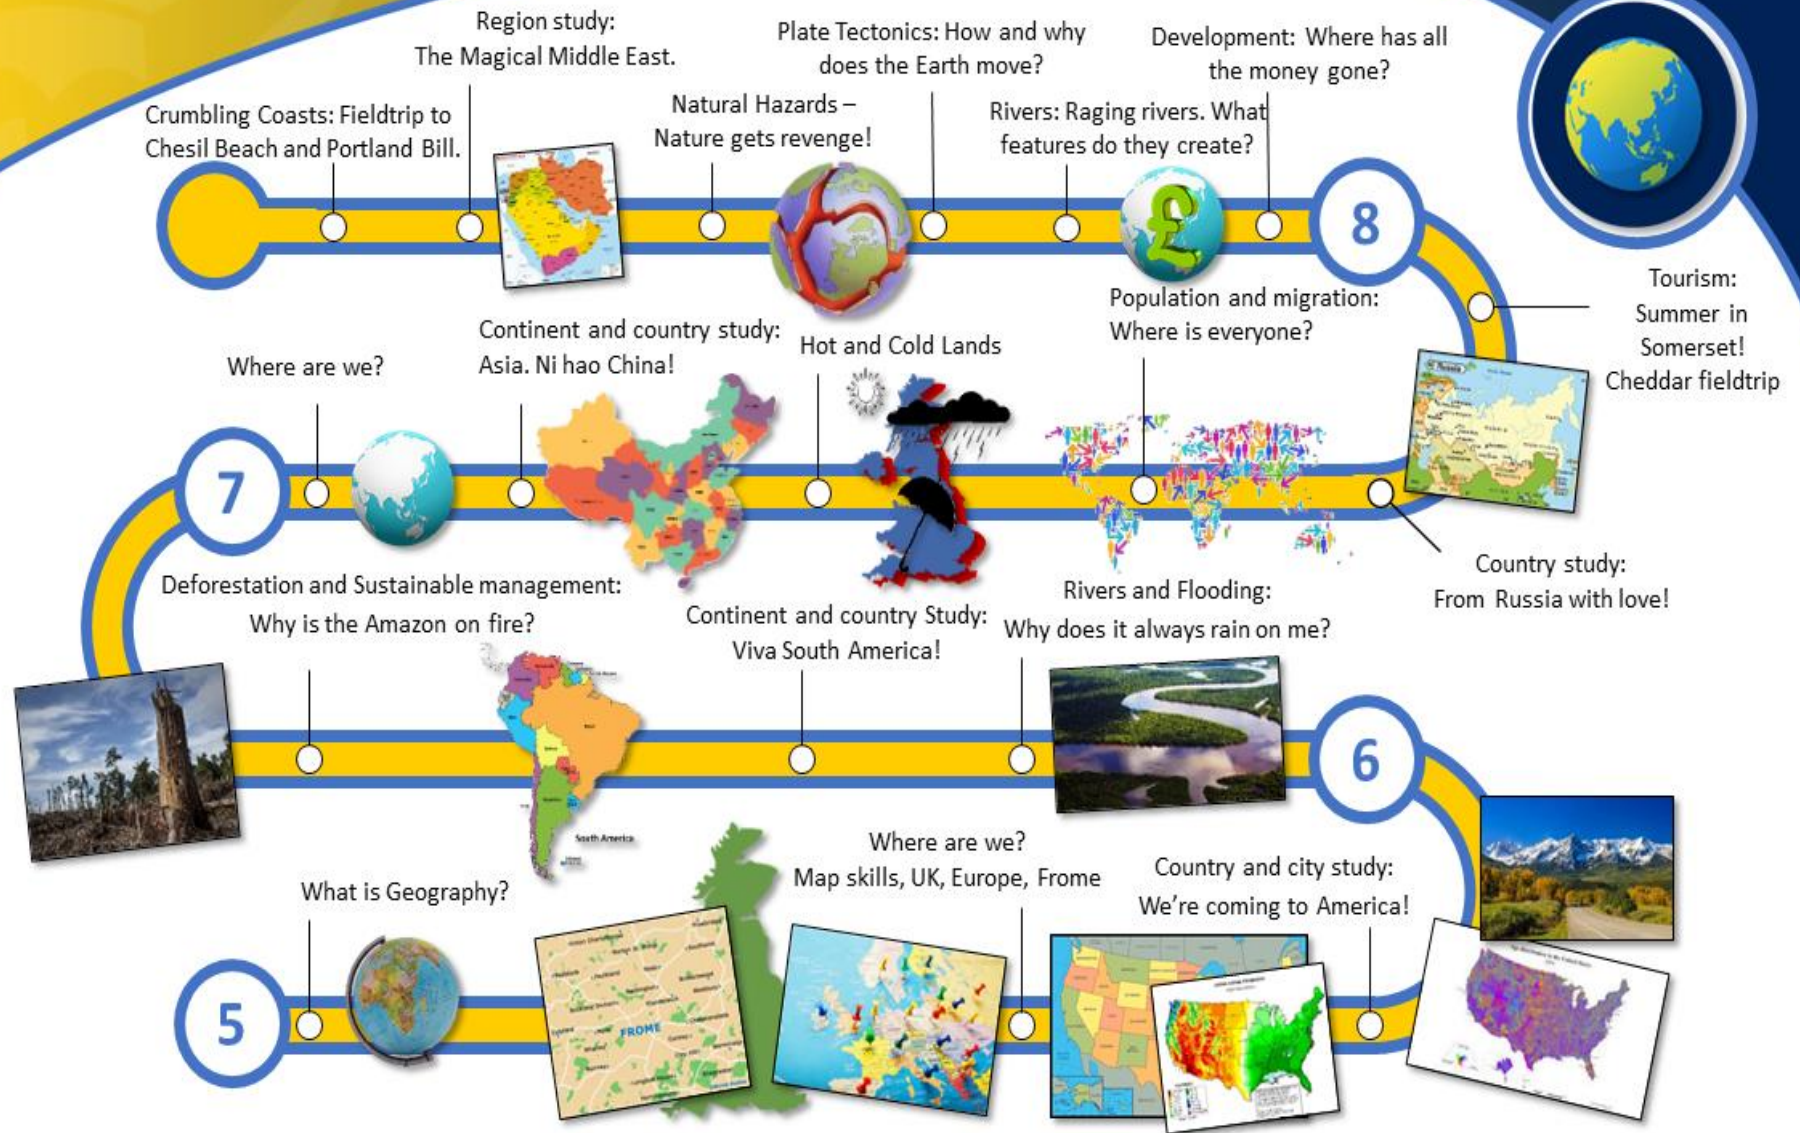 Region study:
The Magical Middle East.
Plate Tectonics: How and why
does the Earth move?
Development: Where has all
the money gone?
Crumbling Coasts: Fieldtrip to
Chesil Beach and Portland Bill.
Natural Hazards –
Nature gets revenge!
Rivers: Raging rivers. What
features do they create?
£
8
Tourism:
Summer in
Somerset!
Cheddar fieldtrip
Where are we?
Continent and country study:
Asia. Ni hao China!
Hot and Cold Lands
Population and migration:
Where is everyone?
Russia
7
Country study:
From Russia with love!
Deforestation and Sustainable management:
Why is the Amazon on fire?
Continent and country Study:
Viva South America!
Rivers and Flooding:
Why does it always rain on me?
South America
6
What is Geography?
Where are we?
Map skills, UK, Europe, Frome
Country and city study:
We're coming to America!
FROME
5